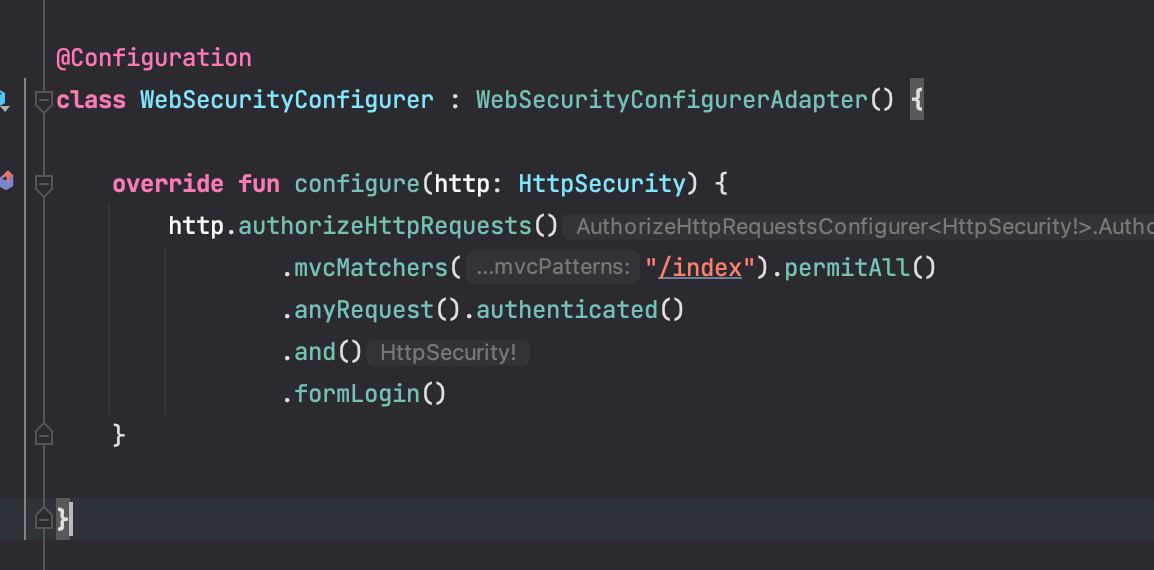 @Configuration
class WebSecurityConfigurer : WebSecurityConfigurerAdapter() {
override fun configure(http: HttpSecurity) {
http.authorizeHttpRequests() AuthorizeHttpRequestsConfigurer<HttpSecurity!>.Autho
.mvcMatchers( ...mvcPatterns: "/index").permitAll()
.anyRequest().authenticated()
.and() HttpSecurity!
.formLogin()
}
}